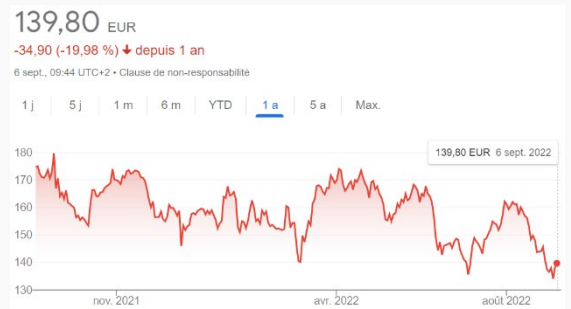 139,80 EUR
-34,90 (-19,98 %) ↓ depuis 1 an
6 sept., 09:44 UTC+2 • Clause de non-responsabilité
1 j 5 j 1 m 6 m YTD 1 a 5 a Max.
139,80 EUR 6 sept. 2022
180
170
160
150
140
130
nov. 2021 avr. 2022 août 2022